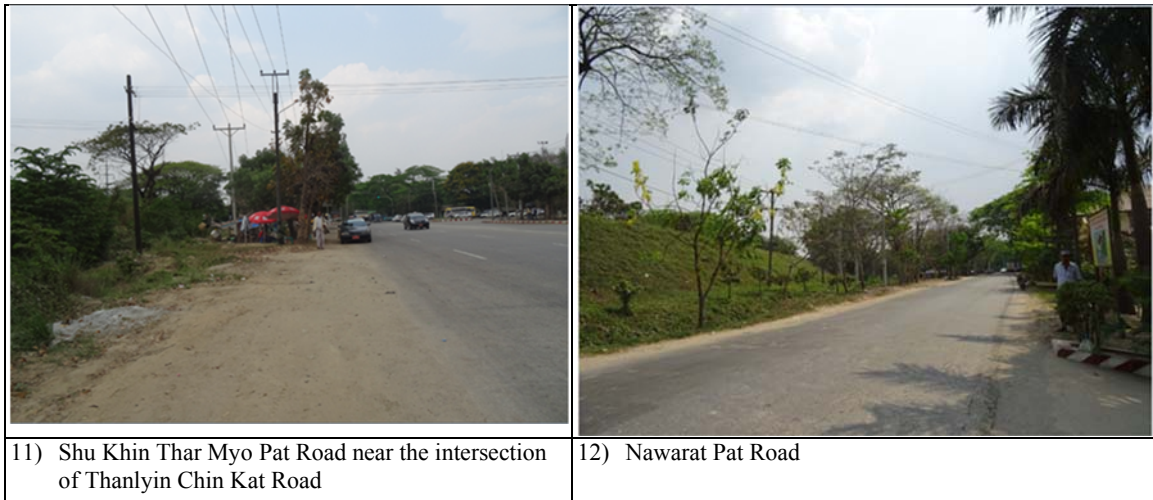 11) Shu Khin Thar Myo Pat Road near the intersection
of Thanlyin Chin Kat Road
12) Nawarat Pat Road